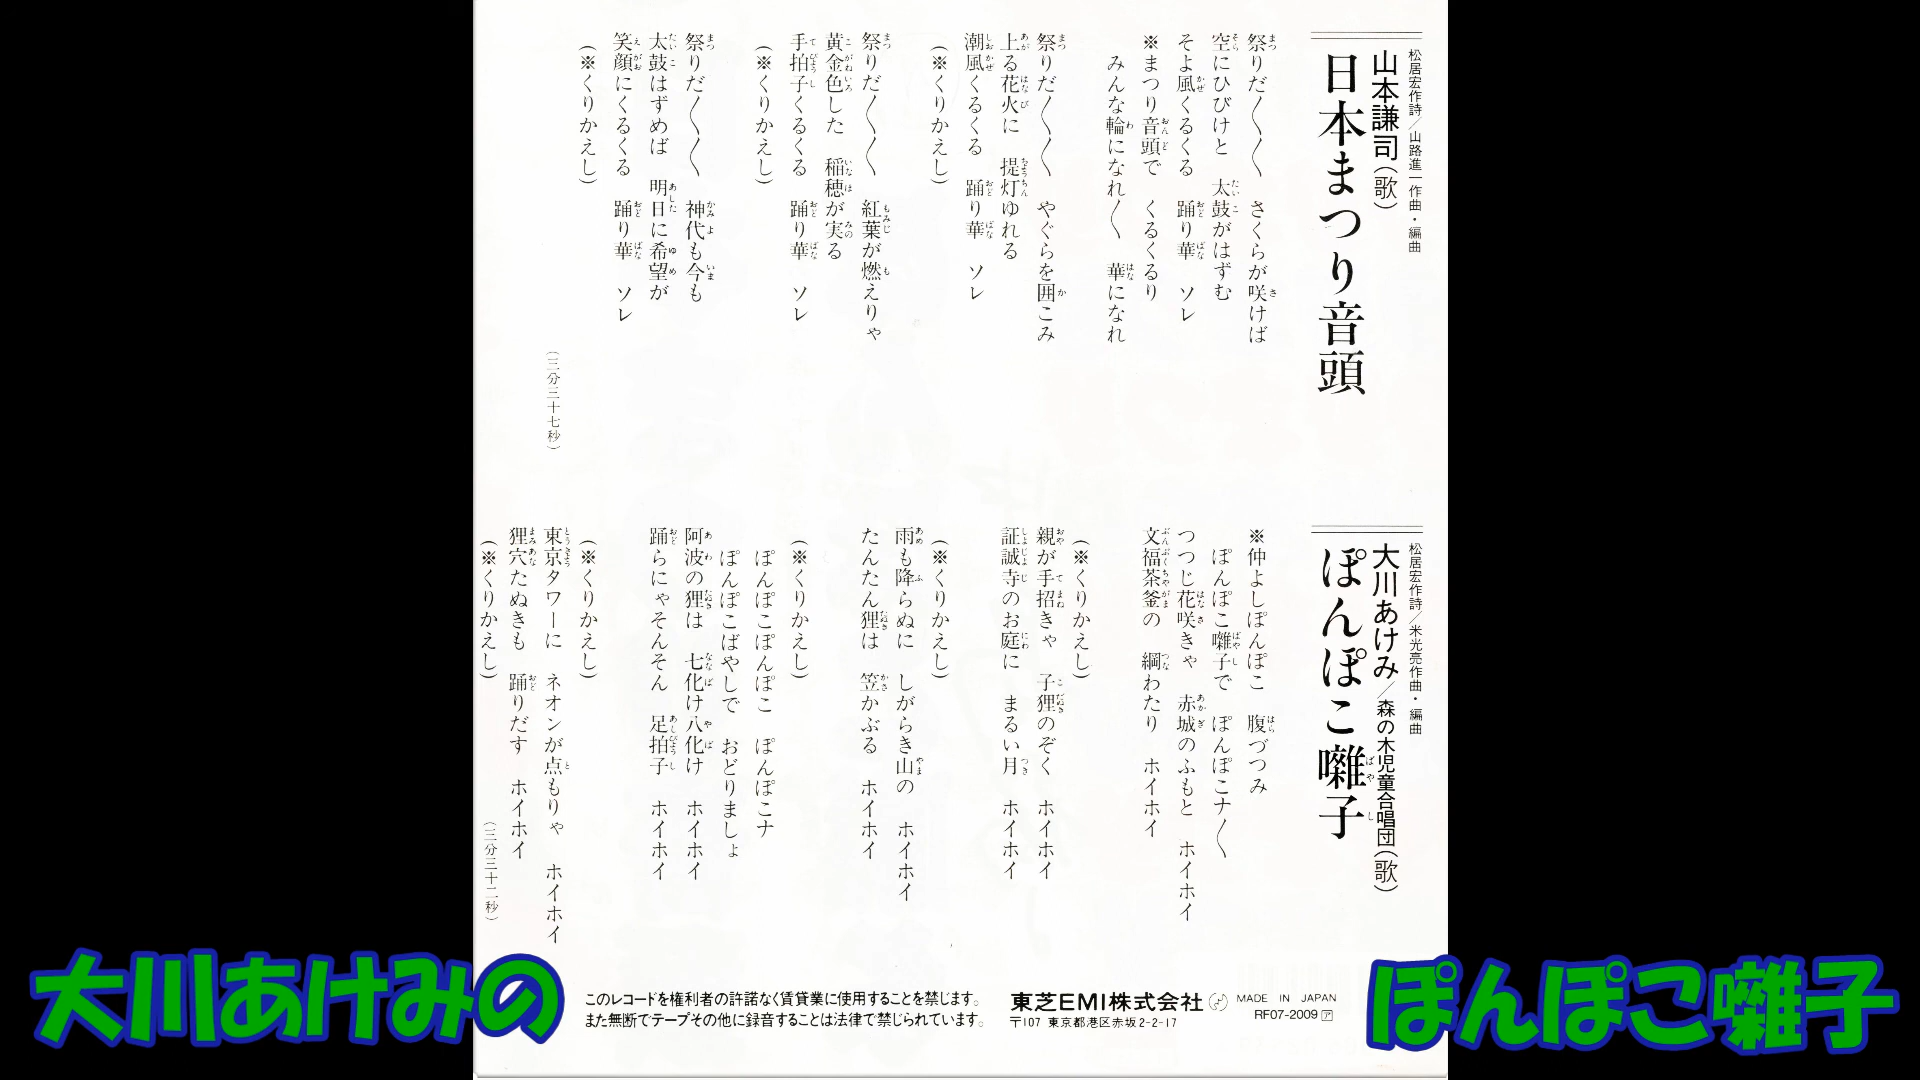 松居宏作詩／山路進一作曲・編曲
山本謙司（歌）
日本まつり音頭
祭りだ〱〱　さくらが咲けば
空にひびけと　太鼓がはずむ
そよ風くるくる　踊り華　ソレ
※まつり音頭で　くるくるり
みんな輪になれ〱　華になれ
祭りだ〱〱　やぐらを囲こみ
上る花火に　提灯ゆれる
潮風くるくる　踊り華　ソレ
（※くりかえし）
祭りだ〱〱　紅葉が燃えりゃ
黄金色した　稲穂が実る
手拍子くるくる　踊り華　ソレ
（※くりかえし）
祭りだ〱〱　神代も今も
太鼓はずめば　明日に希望が
笑顔にくるくる　踊り華　ソレ
（※くりかえし）
（三分三十七秒）
松居宏作詩／米光亮作曲・編曲
大川あけみ／森の木児童合唱団（歌）
ぽんぽこ囃子
※仲よしぽんぽこ　腹づつみ
ぽんぽこ囃子で　ぽんぽこナ〱
つつじ花咲きゃ　赤城のふもと　ホイホイ
文福茶釜の　綱わたり　ホイホイ
（※くりかえし）
親が手招きゃ　子狸のぞく　ホイホイ
証誠寺のお庭に　まるい月　ホイホイ
（※くりかえし）
雨も降らぬに　しがらき山の　ホイホイ
たんたん狸は　笠かぶる　ホイホイ
（※くりかえし）
ぽんぽこぽんぽこ　ぽんぽこナ
ぽんぽこばやしで　おどりましょ
阿波の狸は　七化け八化け　ホイホイ
踊らにゃそんそん　足拍子　ホイホイ
（※くりかえし）
東京タワーに　ネオンが点もりゃ　ホイホイ
狸穴たぬきも　踊りだす　ホイホイ
（※くりかえし）
（三分三十二秒）
このレコードを権利者の許諾なく賃貸業に使用することを禁じます。
また無断でテープその他に録音することは法律で禁じられています。
東芝EMI株式会社
〒107 東京都港区赤坂2-2-17
MADE IN JAPAN
RF07-2009 ア
大川あけみの
ぽんぽこ囃子